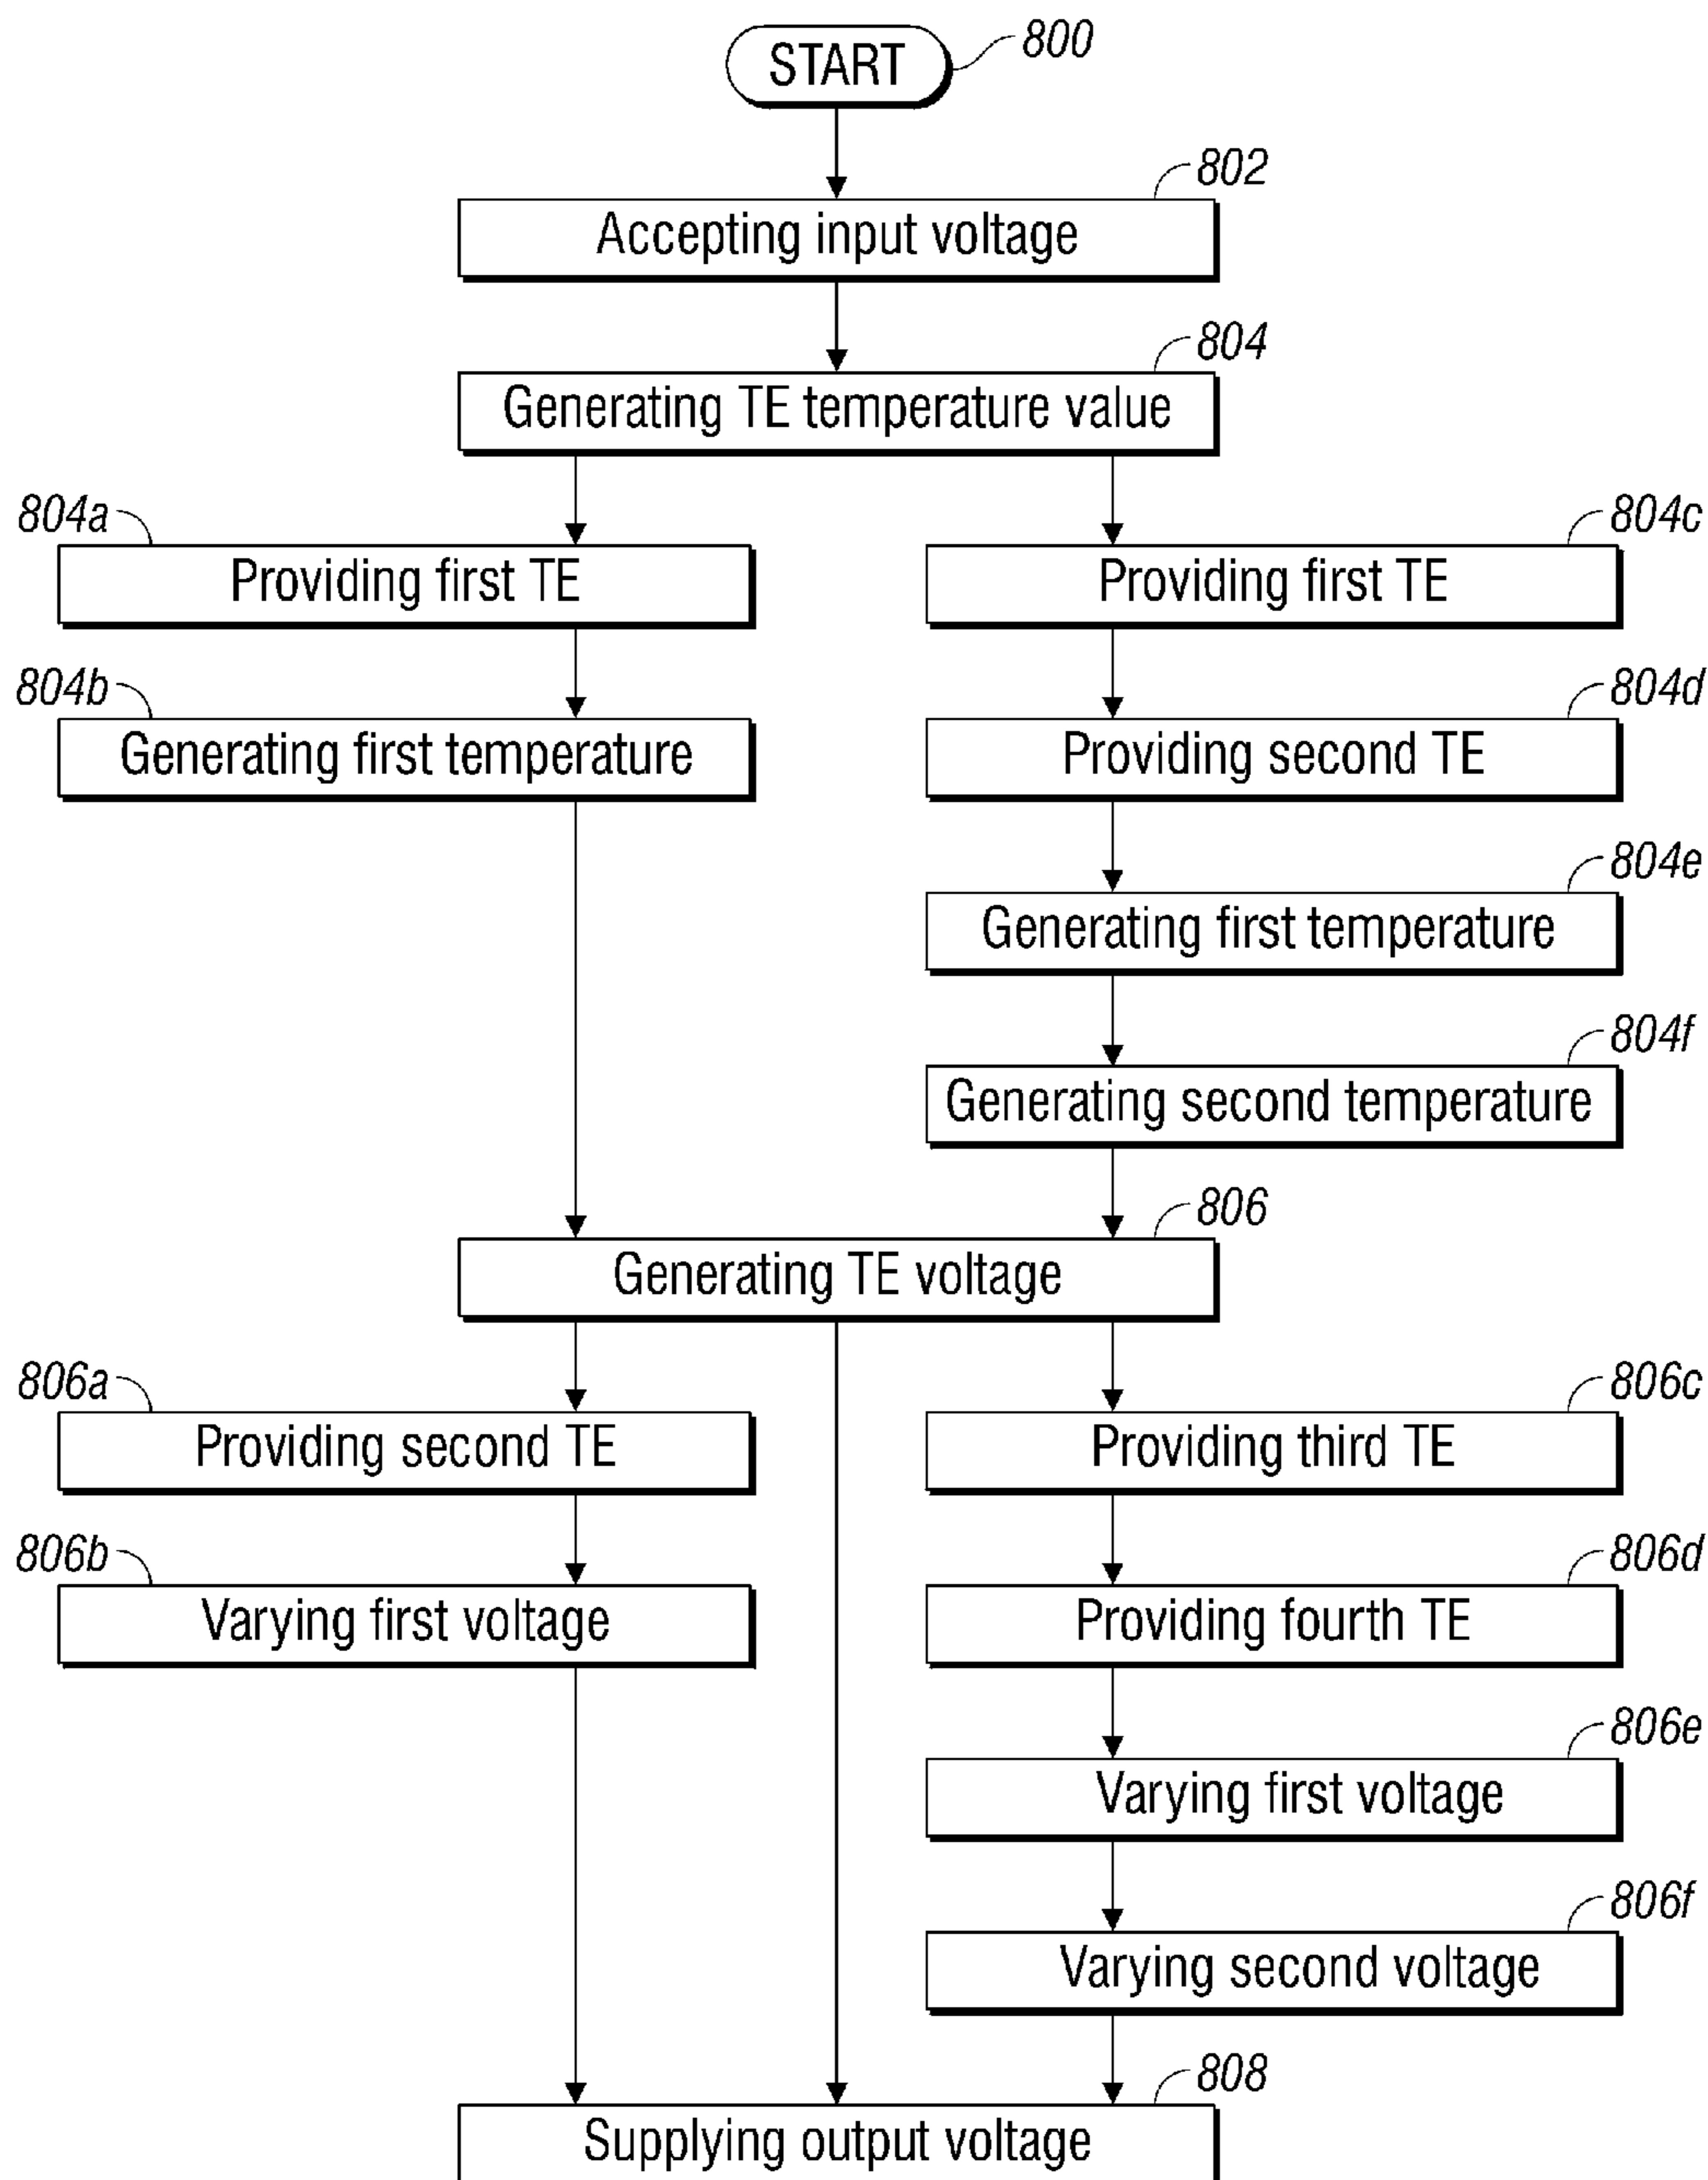 START
800
802
Accepting input voltage
804
Generating TE temperature value
804a
804c
Providing first TE
Providing first TE
804b
804d
Generating first temperature
Providing second TE
804e
Generating first temperature
804f
Generating second temperature
806
Generating TE voltage
806a
806c
Providing second TE
Providing third TE
806b
806d
Varying first voltage
Providing fourth TE
806e
Varying first voltage
806f
Varying second voltage
808
Supplying output voltage